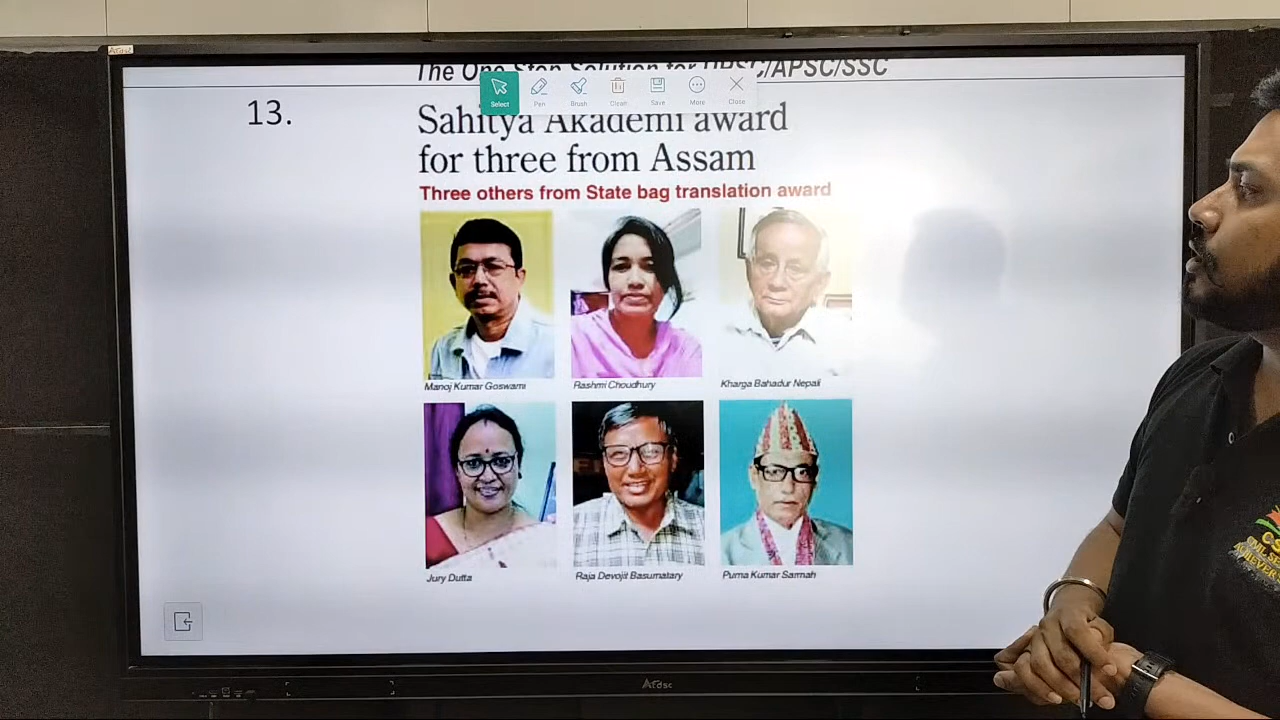 The One Stop Solution for UPSC/APSC/SSC
Select
Pen
Brush
Clean
Save
More
Close
13.
Sahitya Akademi award
for three from Assam
Three others from State bag translation award
Manoj Kumar Goswami
Rashmi Choudhury
Kharga Bahadur Nepali
Jury Dutta
Raja Devojit Basumatary
Purna Kumar Sarmah